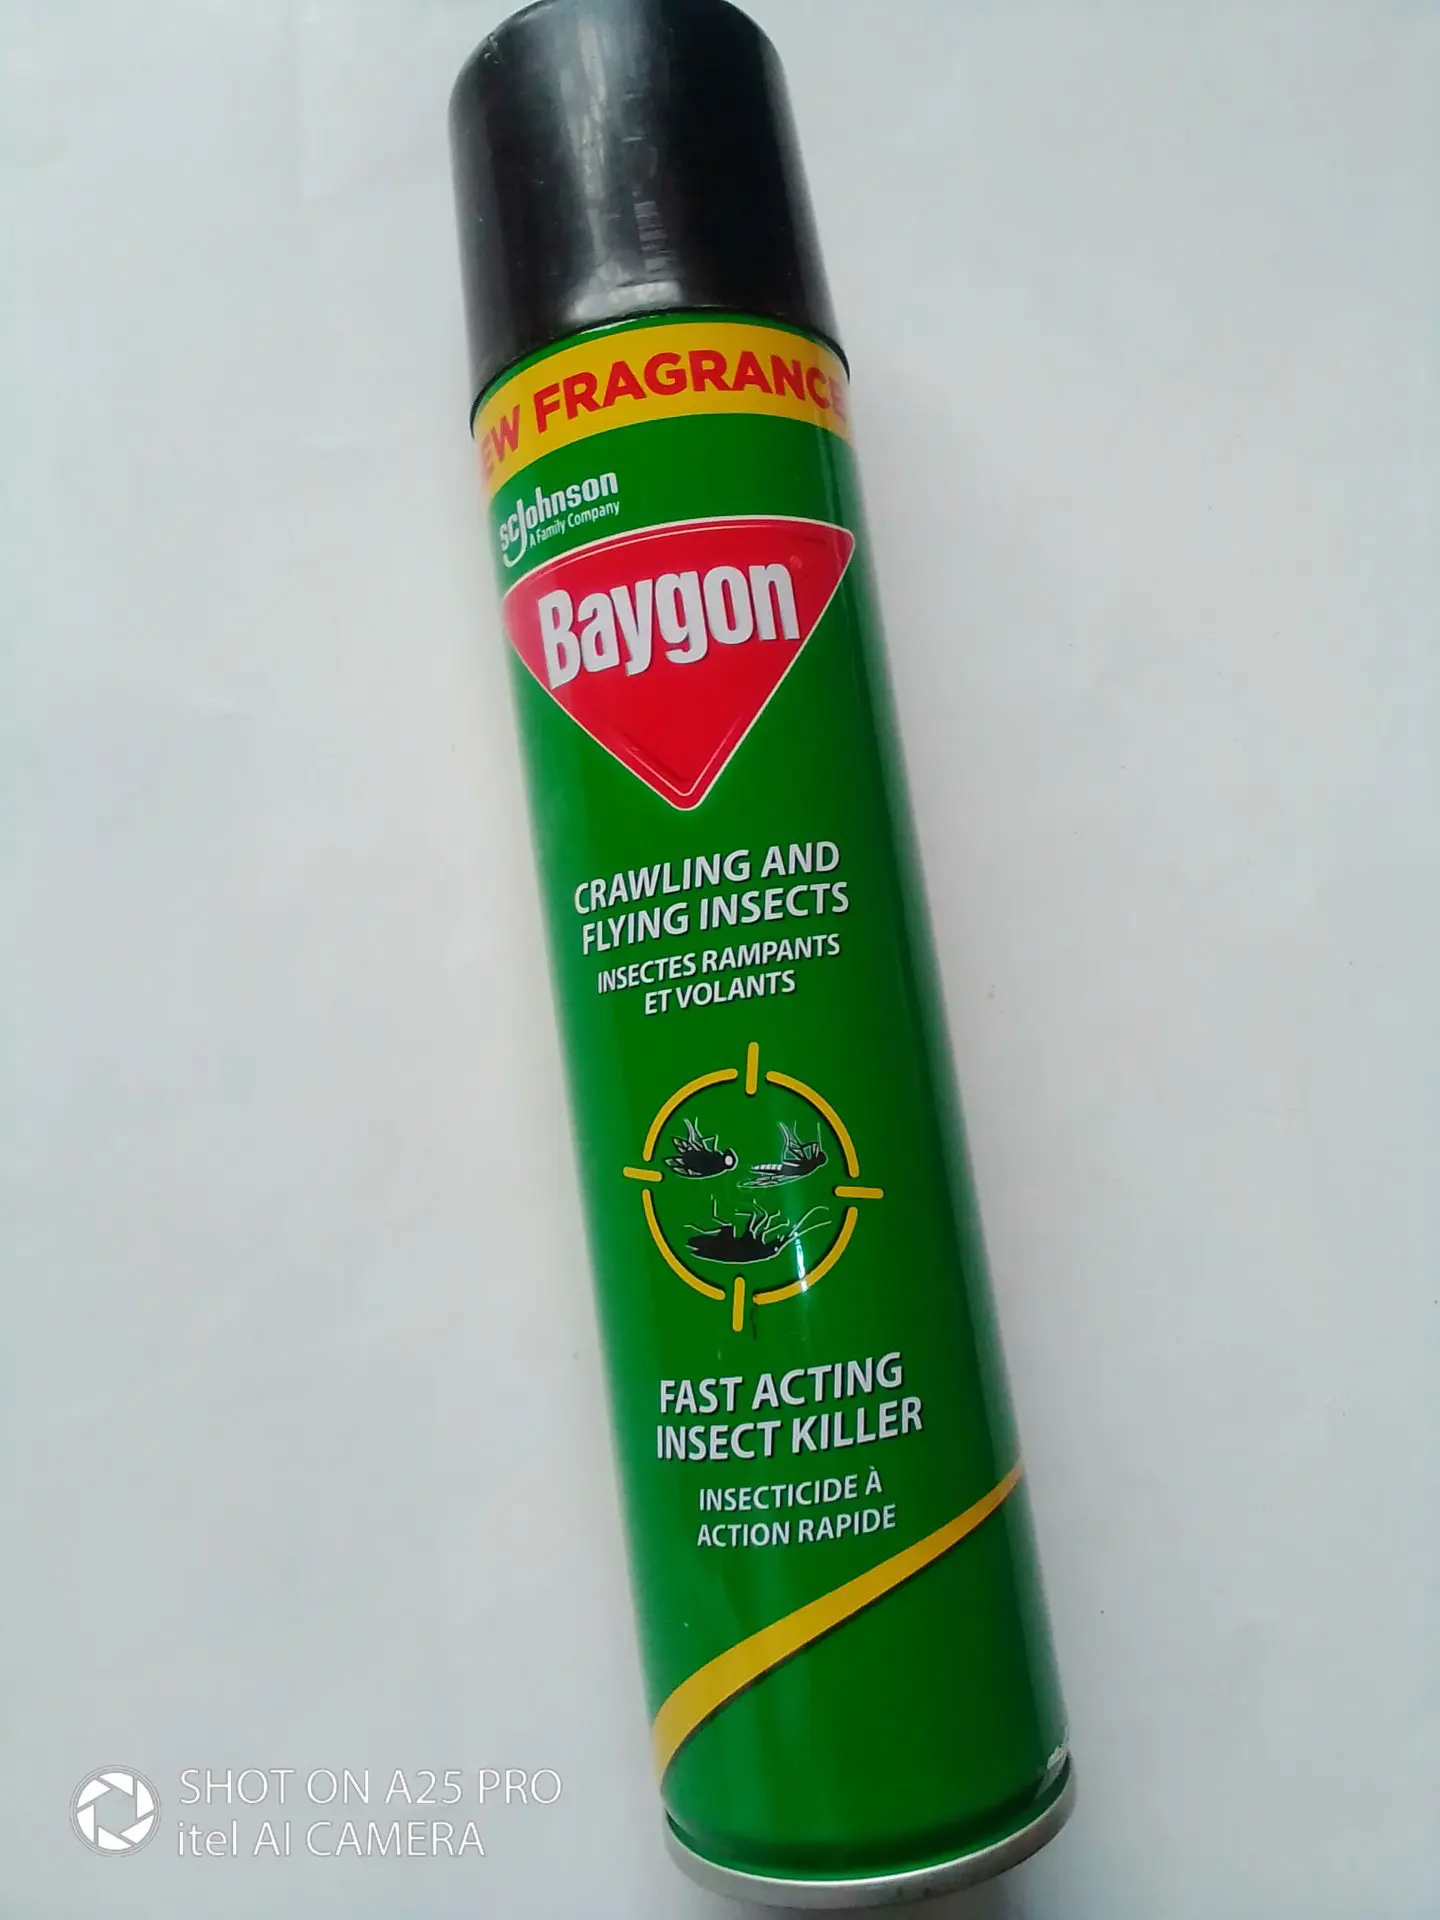 EW FRAGRANCE
scJohnson
A Family Company
Baygon
CRAWLING AND
FLYING INSECTS
INSECTES RAMPANTS
ET VOLANTS
FAST ACTING
INSECT KILLER
INSECTICIDE À
ACTION RAPIDE
SHOT ON A25 PRO
itel AI CAMERA